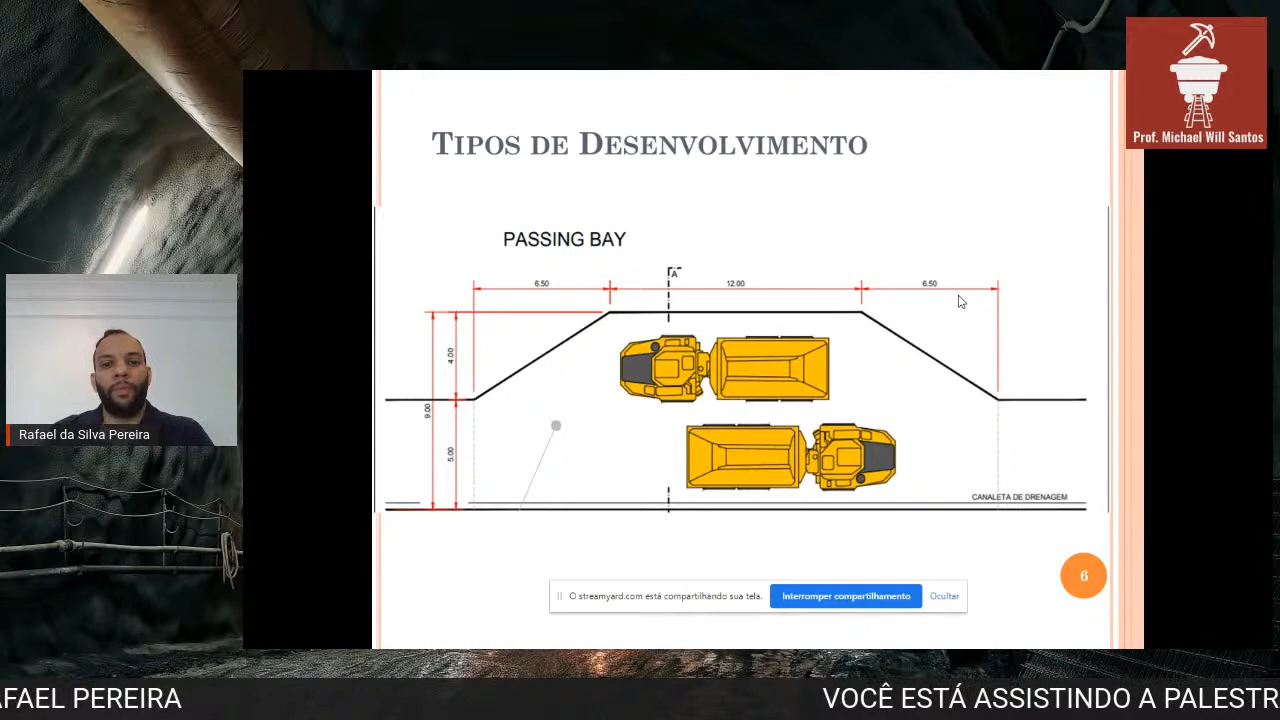 Prof. Michael Will Santos
TIPOS DE DESENVOLVIMENTO
PASSING BAY
A
6.50
12.00
6.50
4.00
9.00
5.00
CANALETA DE DRENAGEM
Rafael da Silva Pereira
6
O streamyard.com está compartilhando sua tela.
Interromper compartilhamento
Ocultar
AFAEL PEREIRA
VOCÊ ESTÁ ASSISTINDO A PALESTR